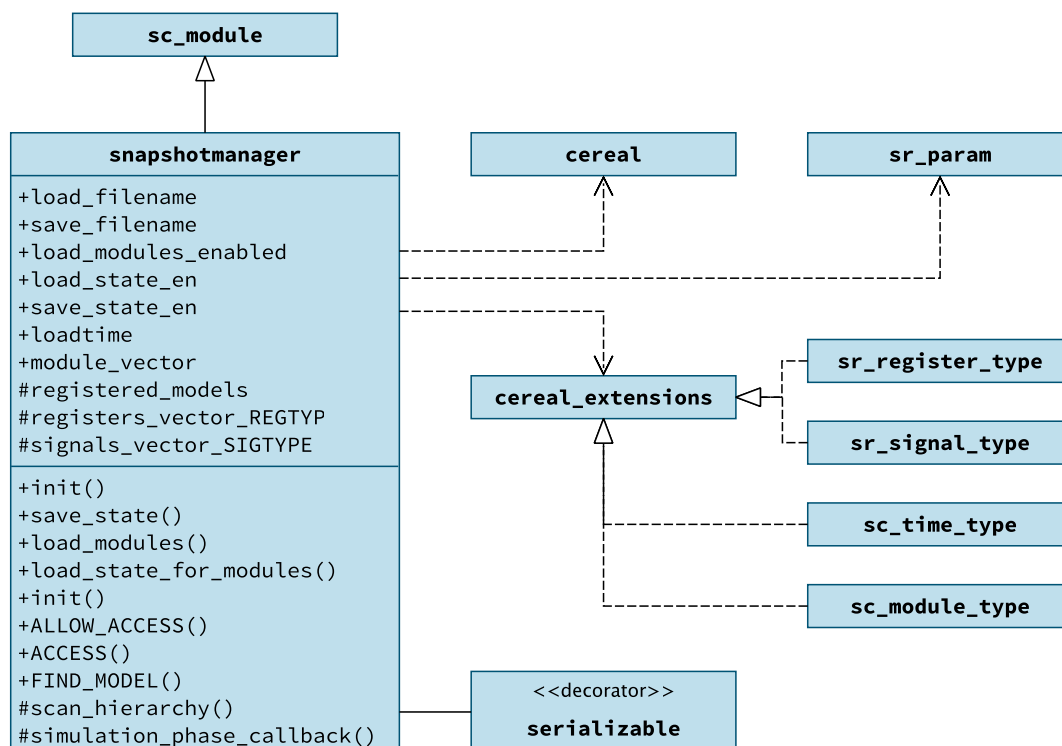 sc_module
snapshotmanager
+load_filename
+save_filename
+load_modules_enabled
+load_state_en
+save_state_en
+loadtime
+module_vector
#registered_models
#registers_vector_REGTYP
#signals_vector_SIGTYPE
+init()
+save_state()
+load_modules()
+load_state_for_modules()
+init()
+ALLOW_ACCESS()
+ACCESS()
+FIND_MODEL()
#scan_hierarchy()
#simulation_phase_callback()
cereal
sr_param
cereal_extensions
sr_register_type
sr_signal_type
sc_time_type
sc_module_type
<<decorator>>
serializable